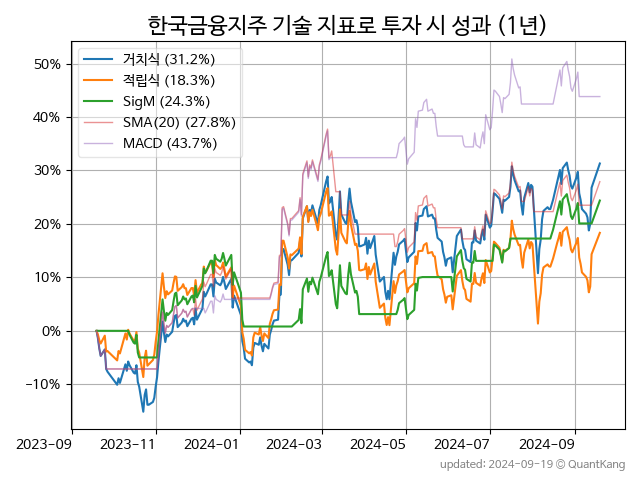 한국금융지주 기술 지표로 투자 시 성과 (1년)
거치식 (31.2%)
적립식 (18.3%)
SigM (24.3%)
SMA(20) (27.8%)
MACD (43.7%)
50%
40%
30%
20%
10%
0%
−10%
2023-09 2023-11 2024-01 2024-03 2024-05 2024-07 2024-09
updated: 2024-09-19 © QuantKang